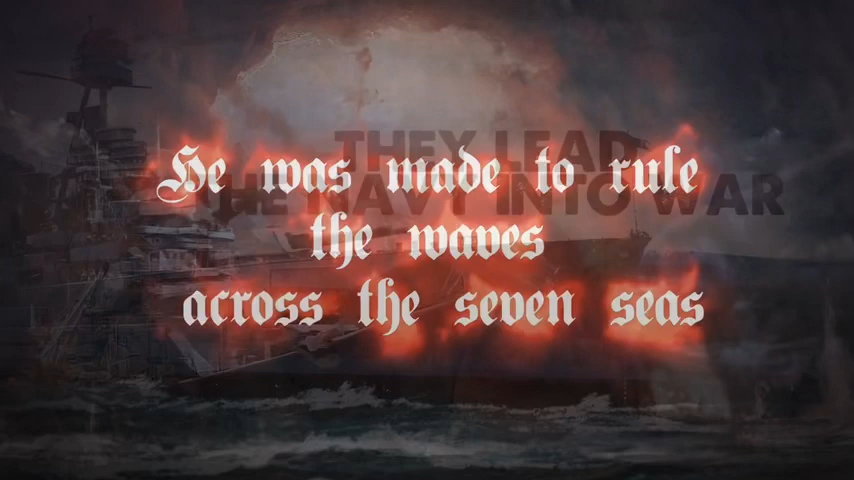 THEY LEAD
THE NAVY INTO WAR
He was made to rule
the waves
across the seven seas